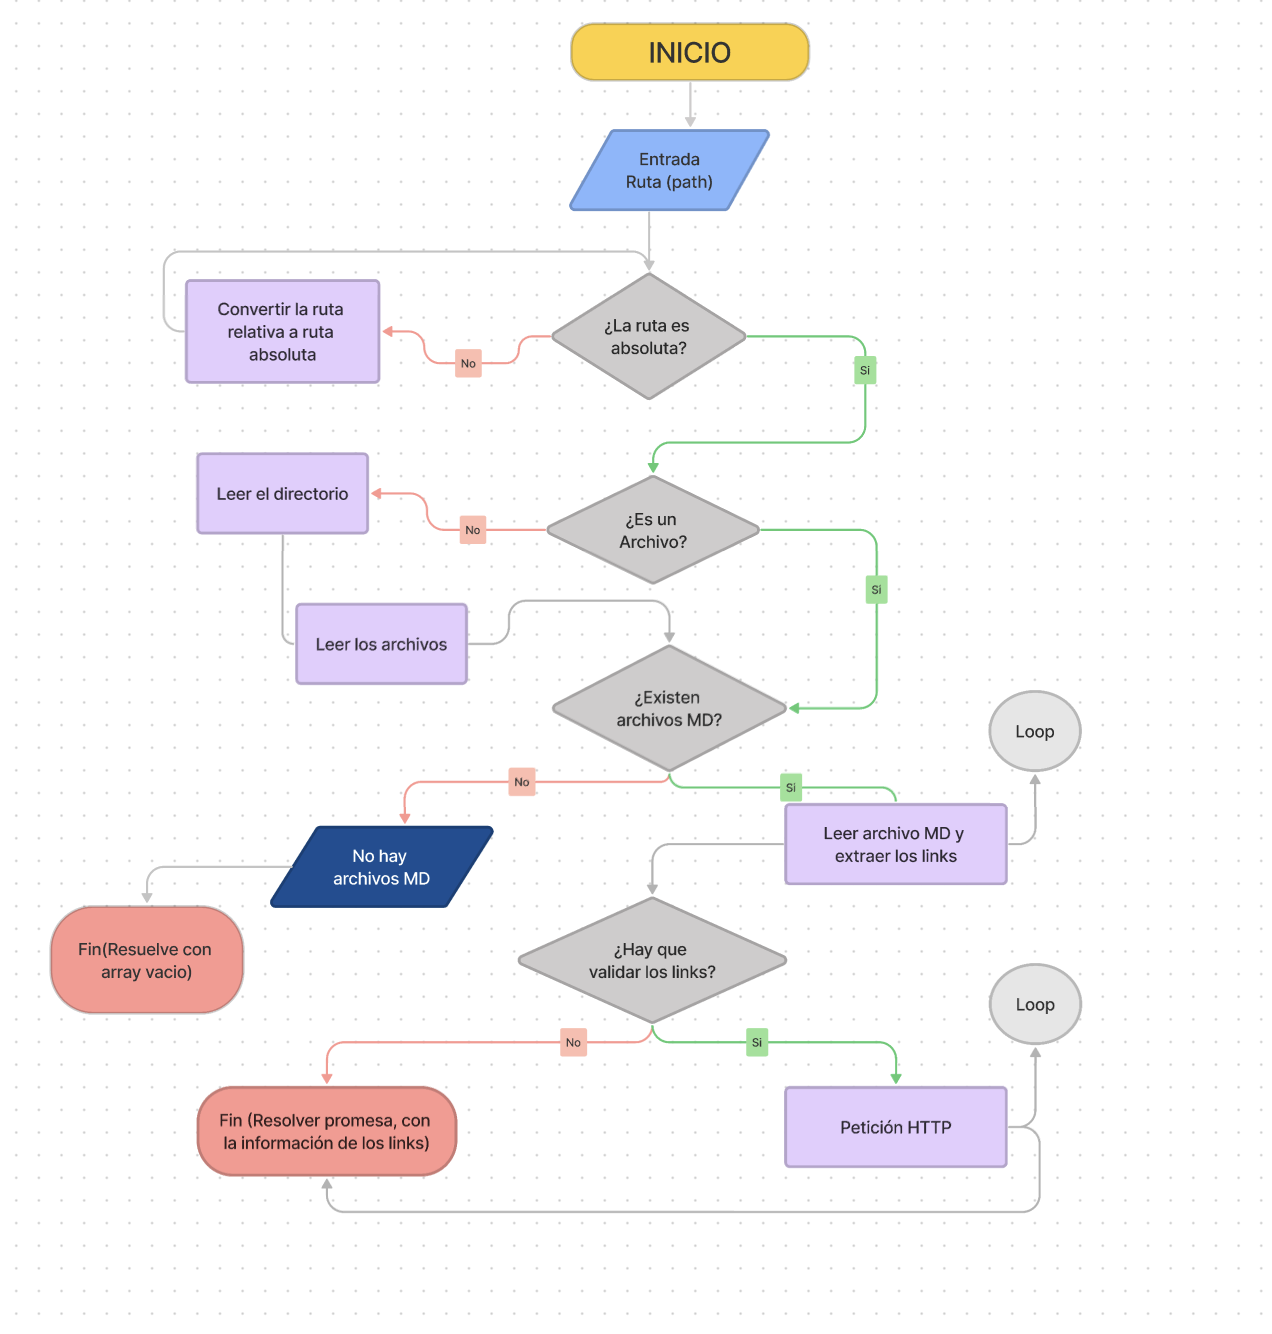 INICIO
Entrada
Ruta (path)
¿La ruta es
absoluta?
Convertir la ruta
relativa a ruta
absoluta
No
Si
Leer el directorio
No
¿Es un
Archivo?
Si
Leer los archivos
¿Existen
archivos MD?
Loop
No
Si
No hay
archivos MD
Leer archivo MD y
extraer los links
Fin(Resuelve con
array vacio)
¿Hay que
validar los links?
Loop
No
Si
Fin (Resolver promesa, con
la información de los links)
Petición HTTP